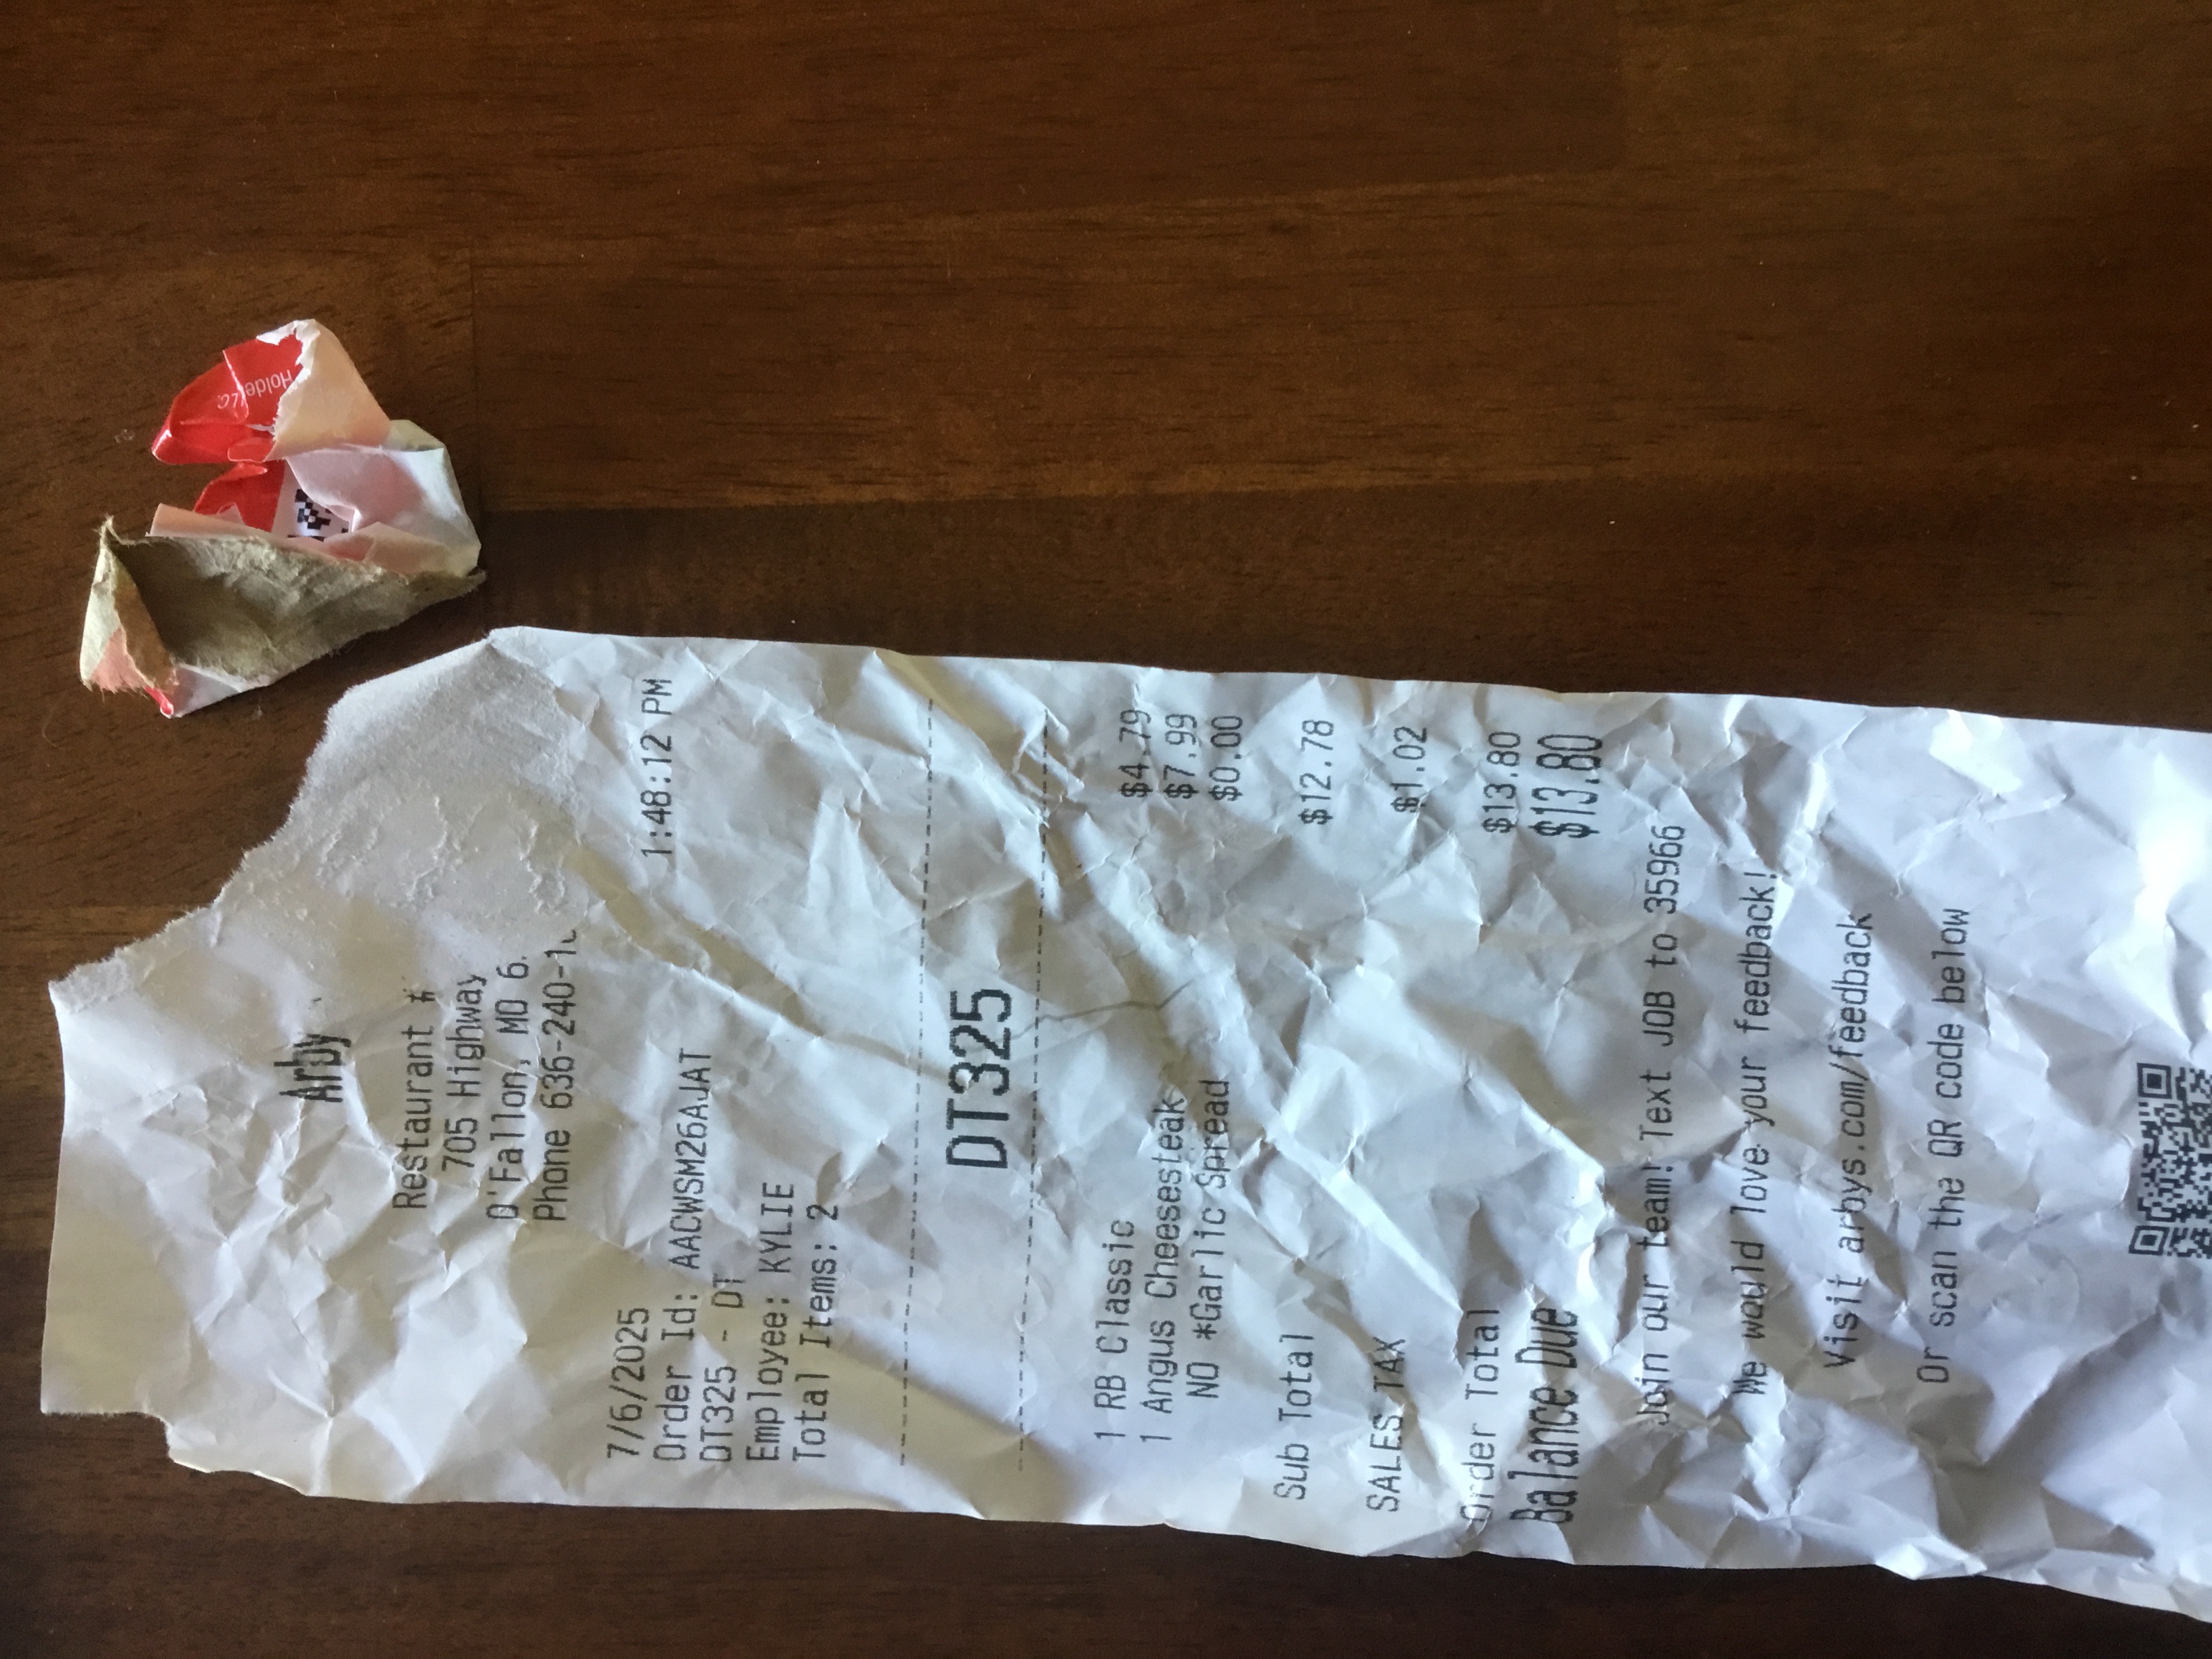 Arby
Restaurant #
705 Highway
O'Fallon, MO 6
Phone 636-240-1
7/6/2025 1:48:12 PM
Order Id: AACWSM26AJAT
DT325 - DT
Employee: KYLIE
Total Items: 2
DT325
1 RB Classic $4.79
1 Angus Cheesesteak $7.99
NO *Garlic Spread $0.00
Sub Total $12.78
SALES TAX $1.02
Order Total $13.80
Balance Due $13.80
Join our team! Text JOB to 35966
We would love your feedback!
Visit arbys.com/feedback
Or scan the QR code below